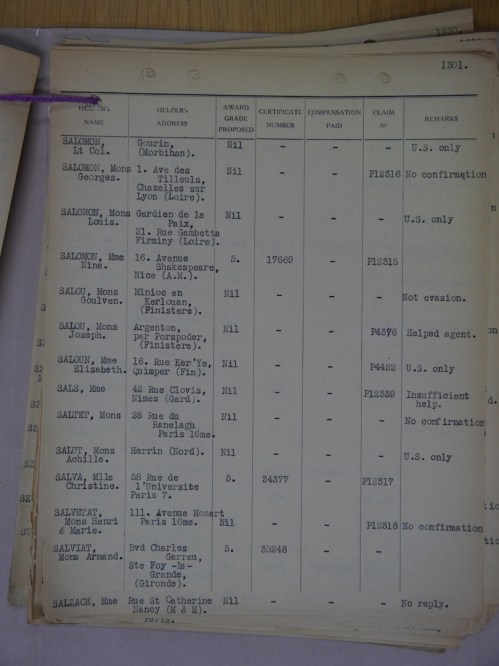 1301.
HELPER's NAME HELPER's ADDRESS AWARD GRADE PROPOSED CERTIFICATE NUMBER COMPENSATION PAID CLAIM Nº REMARKS
SALOMON, Gourin, Nil - - U.S. only
Lt Col. (Morbihan).
SALOMON, Mons 1. Ave des Nil - - P12316 No confirmation
Georges. Tilleuls,
Chazelles sur
Lyon (Loire).
SALOMON, Mons Gardien de la Nil - - U.S. only
Louis. Paix,
21. Rue Gambetta
Firminy (Loire).
SALOMON, Mme 16. Avenue 5. 17669 - P12315
Nina. Shakespeare,
Nice (A.M.).
SALOU, Mons Minioc en Nil - - Not evasion.
Goulven. Kerlouan,
(Finistere).
SALOU, Mons Argenton, Nil - - P4376 Helped agent.
Joseph. par Porspoder,
(Finistere).
SALOUN, Mme 16. Rue Ker'Ye, Nil - - P4422 U.S. only
Elisabeth. Quimper (Fin).
SALS, Mme 42 Rue Clovis, Nil - - P12339 Insufficient
Nimes (Gard). help.
SALTET, Mons 28 Rue du Nil - - No confirmation
Ranelagh
Paris 16me.
SALUT, Mons Herrin (Nord). Nil - - U.S. only
Achille.
SALVA, Mlle 58 Rue de 5. 34377 - P12317
Christine. l'Universite
Paris 7.
SALVETAT, 111. Avenue Mozart
Mons Henri Paris 16me. Nil - - P12318 No confirmation
& Marie.
SALVIAT, Bvd Charles 5. 33248 - -
Mons Armand. Garrau,
Ste Foy -la-
Grande,
(Gironde).
SALZACK, Mme Rue St Catherine Nil - - - No reply.
Nancy (M & M).